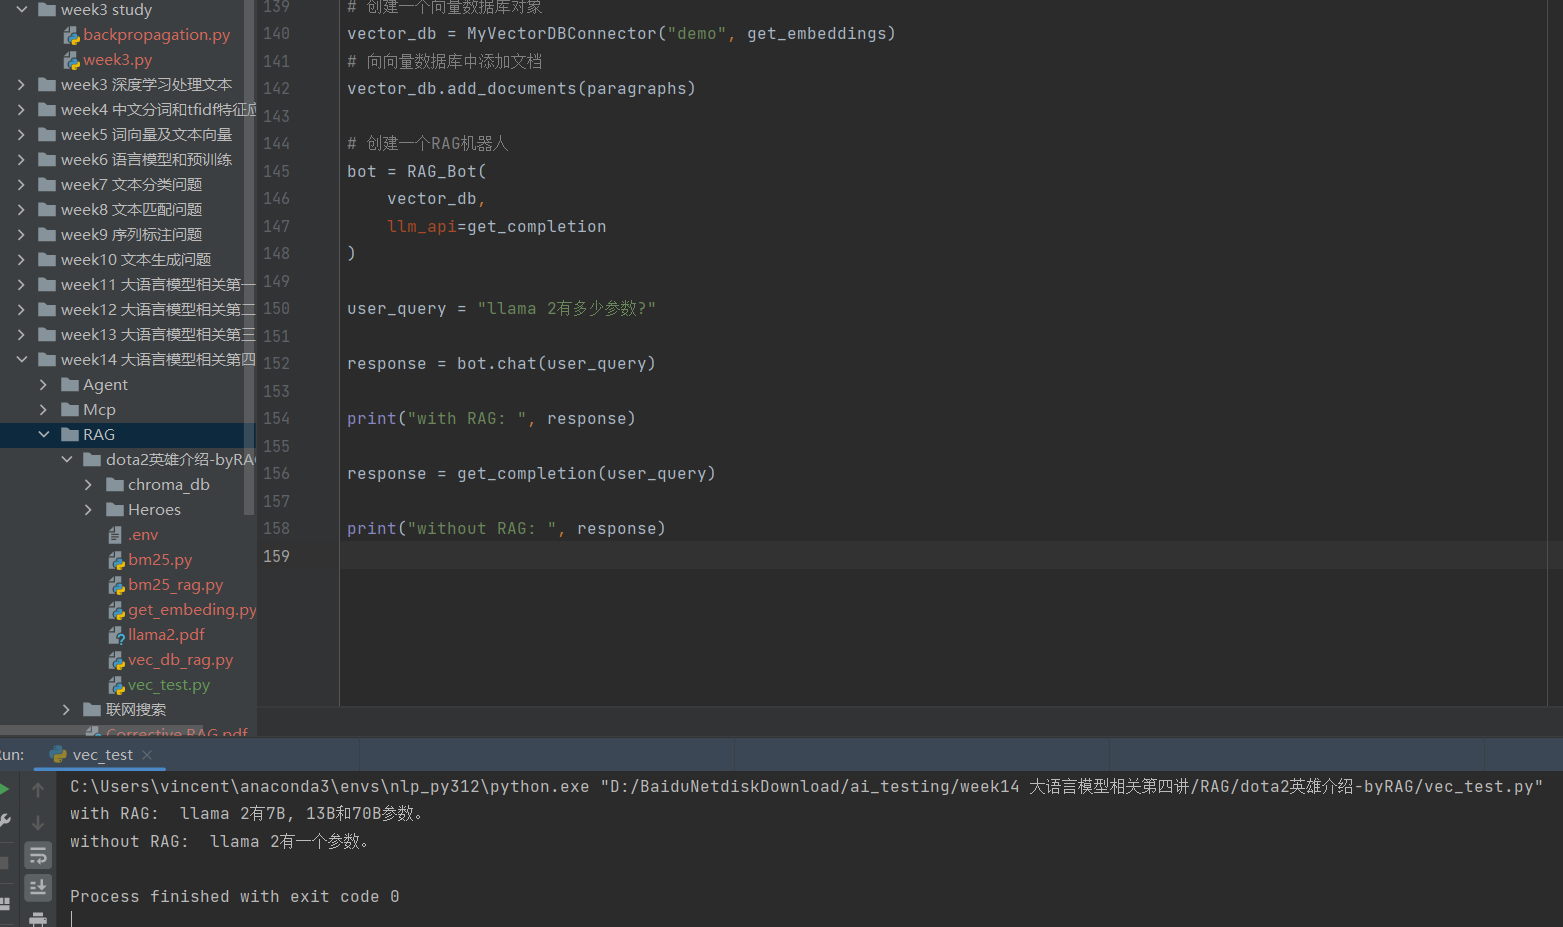 week3 study
backpropagation.py
week3.py
week3 深度学习处理文本
week4 中文分词和tfidf特征应
week5 词向量及文本向量
week6 语言模型和预训练
week7 文本分类问题
week8 文本匹配问题
week9 序列标注问题
week10 文本生成问题
week11 大语言模型相关第一
week12 大语言模型相关第二
week13 大语言模型相关第三
week14 大语言模型相关第四
Agent
Mcp
RAG
dota2英雄介绍-byRAG
chroma_db
Heroes
.env
bm25.py
bm25_rag.py
get_embeding.py
llama2.pdf
vec_db_rag.py
vec_test.py
联网搜索
Corrective RAG.pdf
139 # 创建一个向量数据库对象
140 vector_db = MyVectorDBConnector("demo", get_embeddings)
141 # 向向量数据库中添加文档
142 vector_db.add_documents(paragraphs)
143
144 # 创建一个RAG机器人
145 bot = RAG_Bot(
146     vector_db,
147     llm_api=get_completion
148 )
149
150 user_query = "llama 2有多少参数?"
151
152 response = bot.chat(user_query)
153
154 print("with RAG: ", response)
155
156 response = get_completion(user_query)
157
158 print("without RAG: ", response)
159
un: vec_test
C:\Users\vincent\anaconda3\envs\nlp_py312\python.exe "D:/BaiduNetdiskDownload/ai_testing/week14 大语言模型相关第四讲/RAG/dota2英雄介绍-byRAG/vec_test.py"
with RAG:  llama 2有7B, 13B和70B参数。
without RAG:  llama 2有一个参数。
Process finished with exit code 0